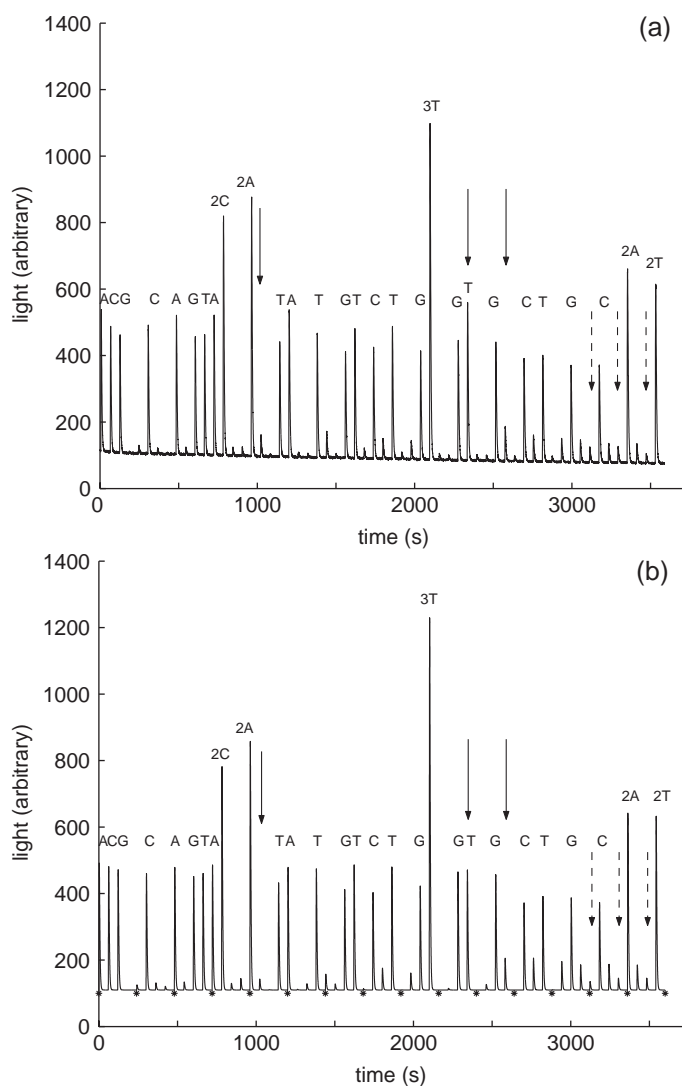 (a)
1400
1200
1000
800
600
400
200
0
light (arbitrary)
3T
2C
2A
T
2A
2T
ACG C A GTA TA T GT C T G G G C T G C
0 1000 2000 3000
time (s)
(b)
1400
1200
1000
800
600
400
200
0
light (arbitrary)
3T
2C
2A
2A
2T
ACG C A GTA TA T GT C T G GT G C T G C
0 1000 2000 3000
time (s)